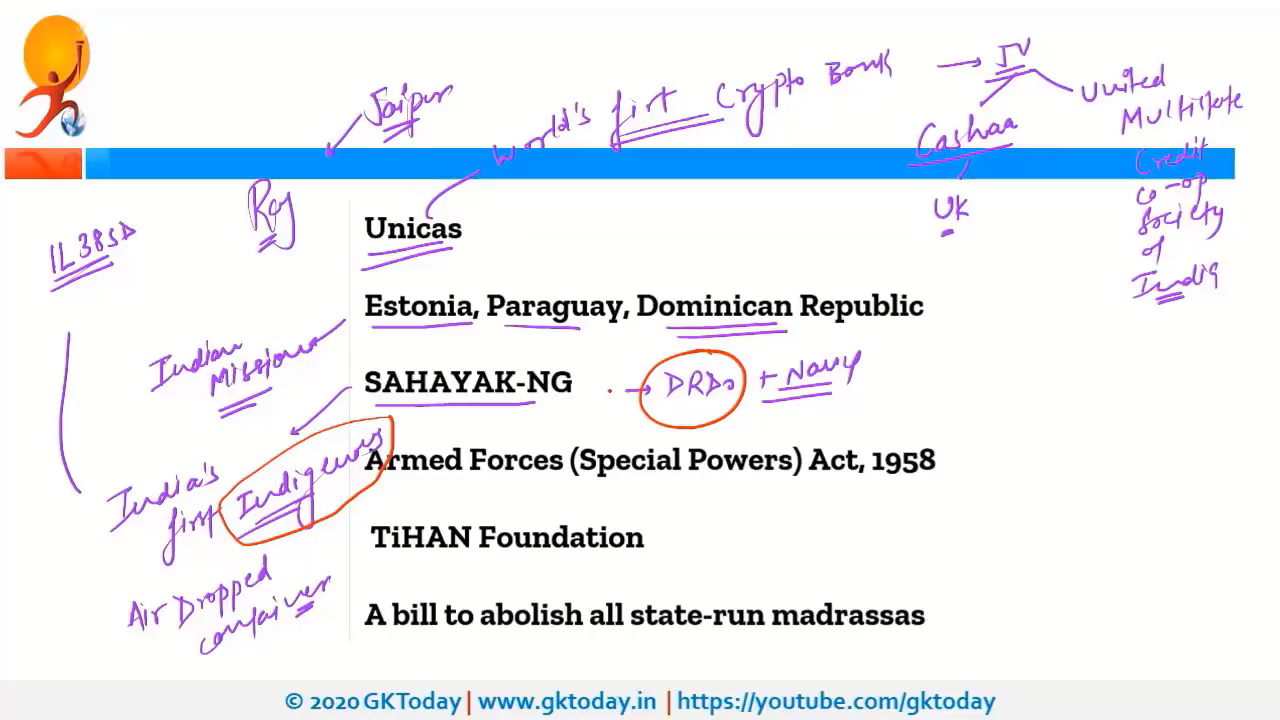 Jaipur
Raj
World's first Crypto Bank → JV
Cashaa
UK
United
Multistate
Credit
Co-op
Society
of
India
Unicas
IL38SD
Estonia, Paraguay, Dominican Republic
Indian
Missions
SAHAYAK-NG → DRDO + Navy
India's
first Indigenous
Air Dropped
container
Armed Forces (Special Powers) Act, 1958
TiHAN Foundation
A bill to abolish all state-run madrassas
© 2020 GKToday | www.gktoday.in | https://youtube.com/gktoday